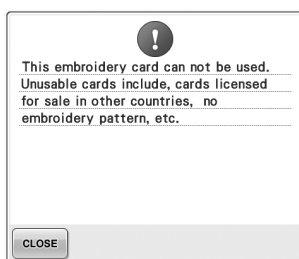 This embroidery card can not be used.
Unusable cards include, cards licensed
for sale in other countries, no
embroidery pattern, etc.
CLOSE